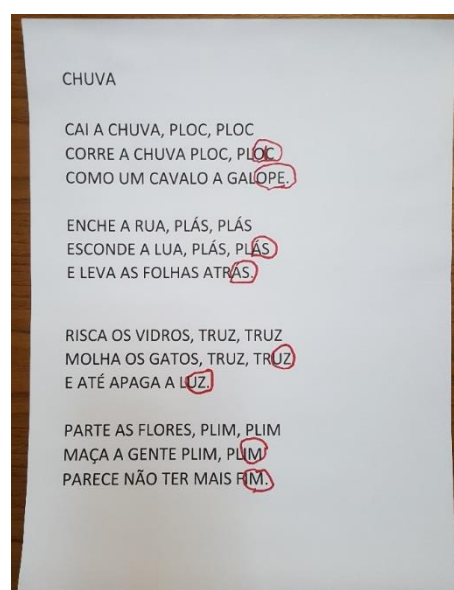 CHUVA
CAI A CHUVA, PLOC, PLOC
CORRE A CHUVA PLOC, PLOC
COMO UM CAVALO A GALOPE.
ENCHE A RUA, PLÁS, PLÁS
ESCONDE A LUA, PLÁS, PLÁS
E LEVA AS FOLHAS ATRÁS.
RISCA OS VIDROS, TRUZ, TRUZ
MOLHA OS GATOS, TRUZ, TRUZ
E ATÉ APAGA A LUZ.
PARTE AS FLORES, PLIM, PLIM
MAÇA A GENTE PLIM, PLIM
PARECE NÃO TER MAIS FIM.